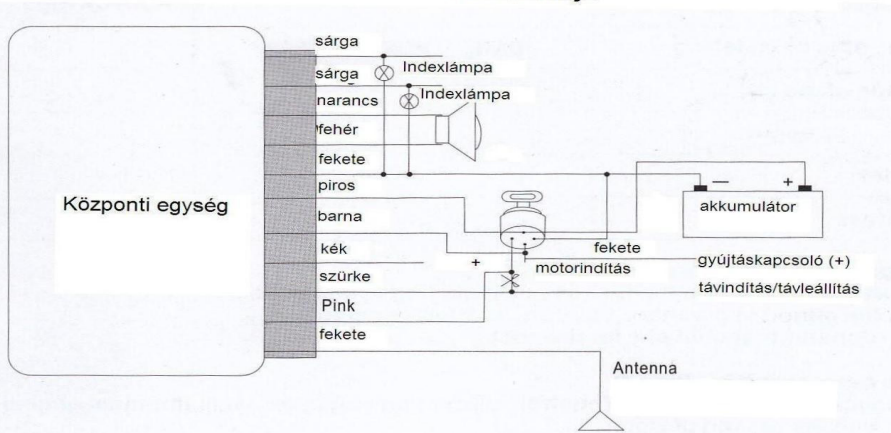 sárga
sárga
narancs
fehér
fekete
piros
barna
kék
szürke
Pink
fekete
Központi egység
Indexlámpa
Indexlámpa
+
motorindítás
fekete
— +
akkumulátor
gyújtáskapcsoló (+)
távindítás/távleállítás
Antenna